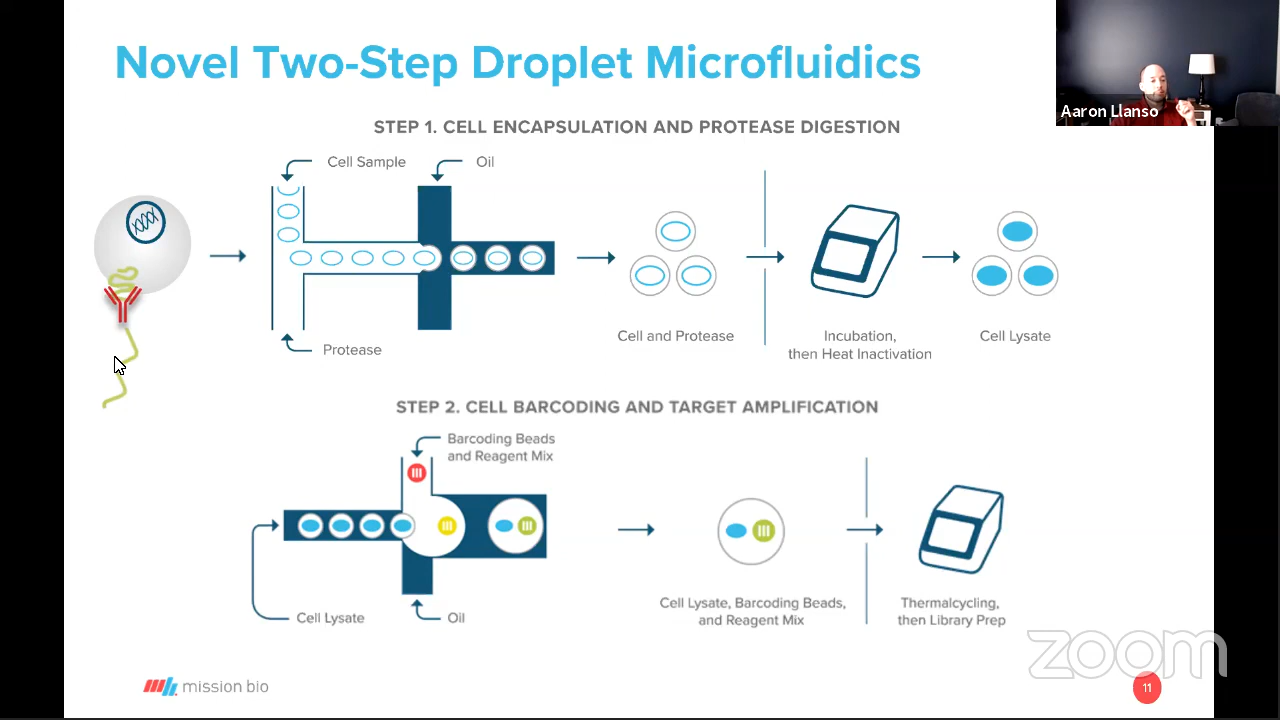 Novel Two-Step Droplet Microfluidics
Aaron Llanso
STEP 1. CELL ENCAPSULATION AND PROTEASE DIGESTION
Cell Sample
Oil
Protease
Cell and Protease
Incubation,
then Heat Inactivation
Cell Lysate
STEP 2. CELL BARCODING AND TARGET AMPLIFICATION
Barcoding Beads
and Reagent Mix
Cell Lysate
Oil
Cell Lysate, Barcoding Beads,
and Reagent Mix
Thermalcycling,
then Library Prep
zoom
mission bio
11